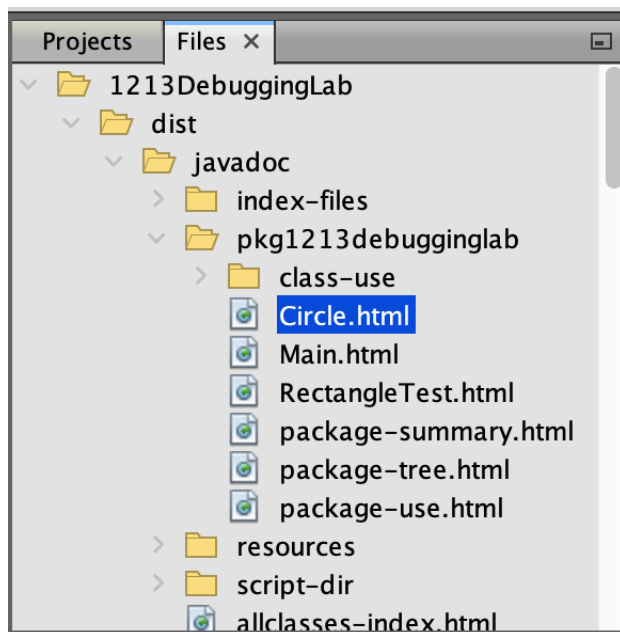 Projects Files ×
1213DebuggingLab
dist
javadoc
index-files
pkg1213debugginglab
class-use
Circle.html
Main.html
RectangleTest.html
package-summary.html
package-tree.html
package-use.html
resources
script-dir
allclasses-index.html